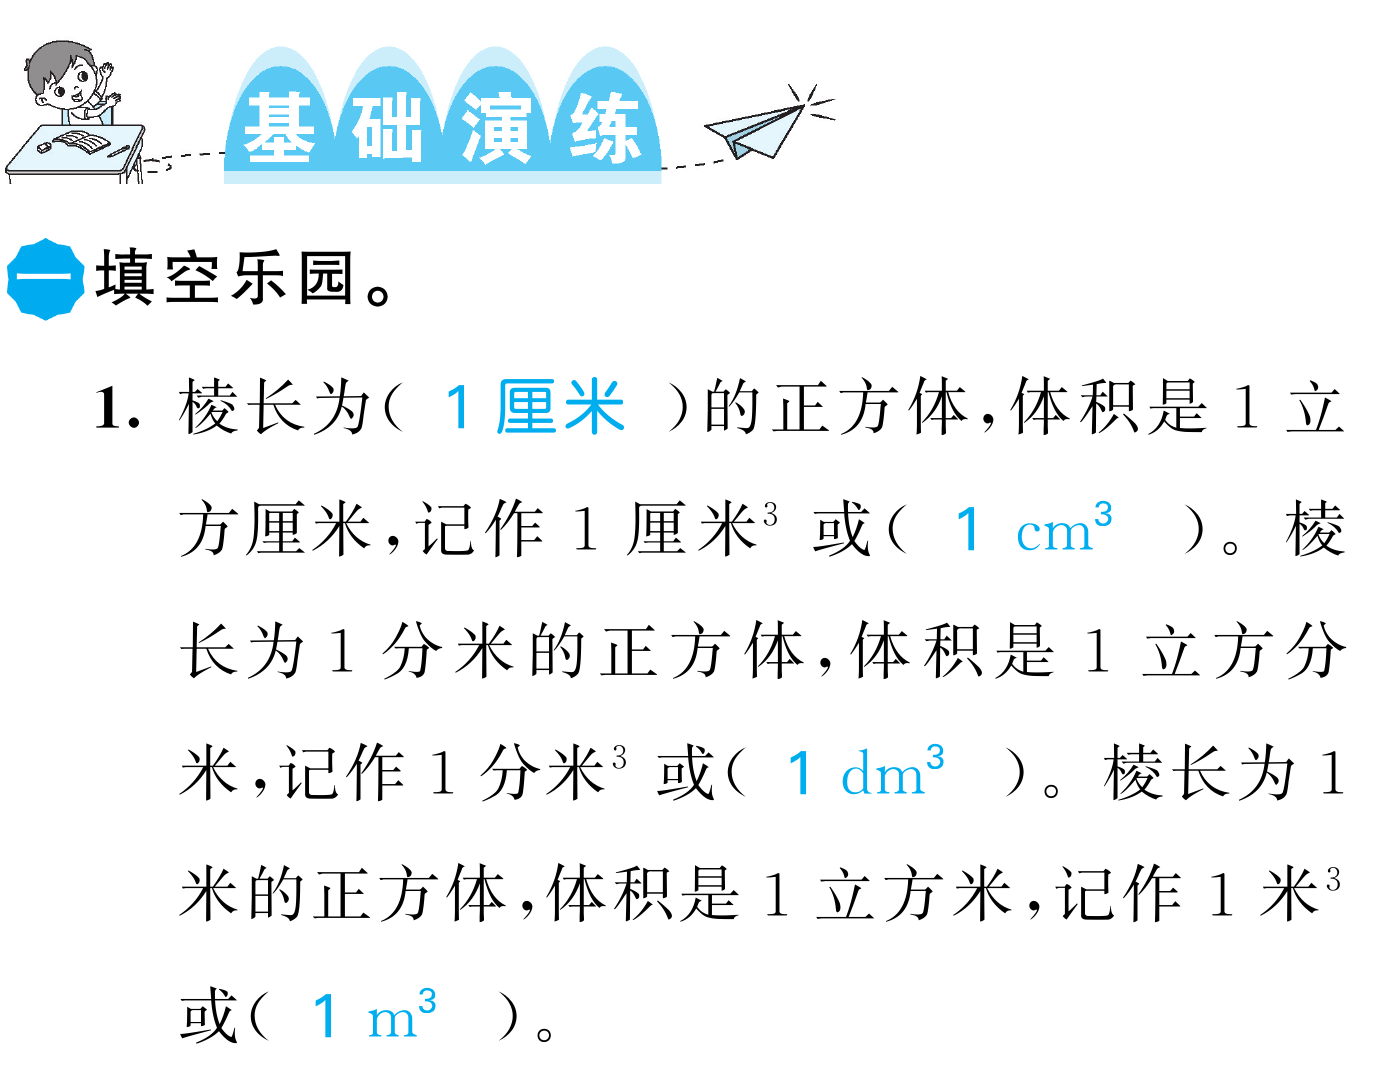 基础演练
一 填空乐园。
1. 棱长为( 1厘米 )的正方体,体积是1立
方厘米,记作1厘米³或( 1 cm³ )。棱
长为1分米的正方体,体积是1立方分
米,记作1分米³或( 1 dm³ )。棱长为1
米的正方体,体积是1立方米,记作1米³
或( 1 m³ )。